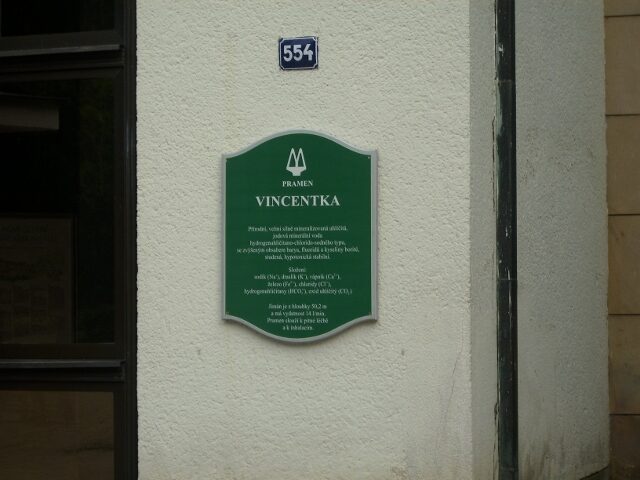 554
PRAMEN
VINCENTKA
Přírodní, velmi silně mineralizovaná uhličitá,
jodová minerální voda
hydrogenuhličitano-chlorido-sodného typu,
se zvýšeným obsahem barya, fluoridů a kyseliny borité,
studená, hypotonická stabilní.
Složení:
sodík (Na⁺), draslík (K⁺), vápník (Ca²⁺),
železo (Fe²⁺), chloridy (Cl⁻),
hydrogenuhličitany (HCO₃⁻), oxid uhličitý (CO₂)
Jímán je z hloubky 50,2 m
a má vydatnost 14 l/min.
Pramen slouží k pitné léčbě
a k inhalacím.